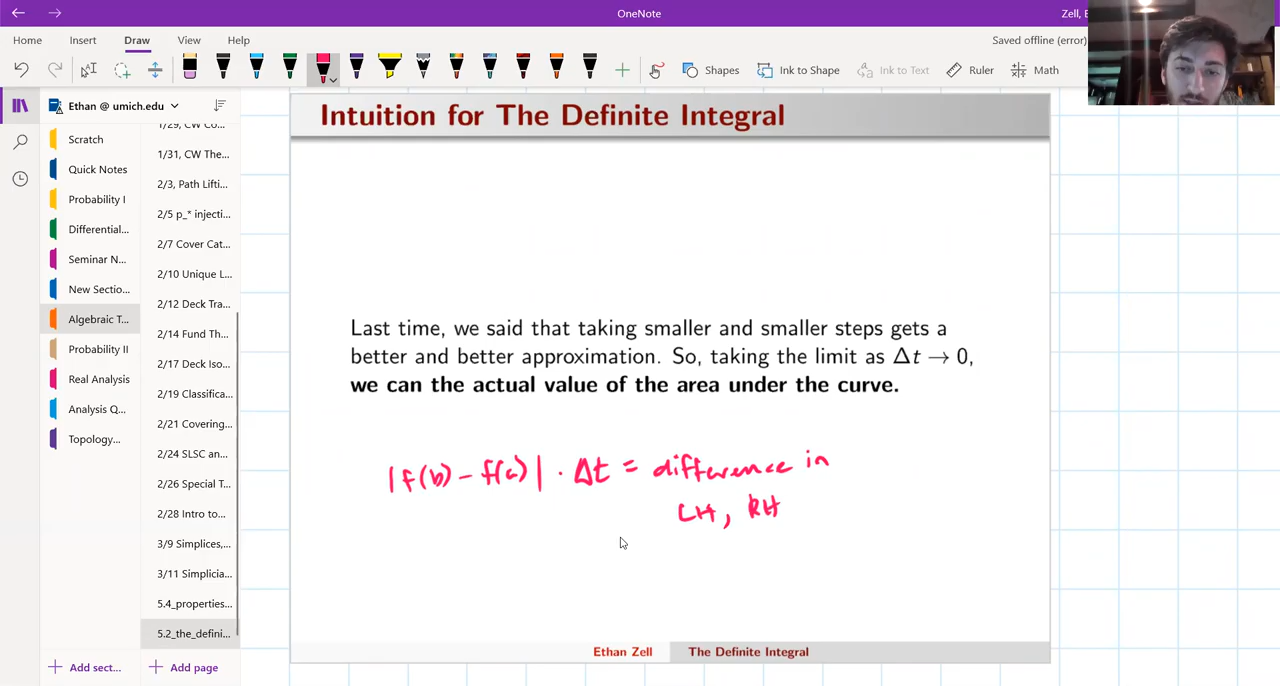 OneNote
Zell, E
Home
Insert
Draw
View
Help
Saved offline (error)
Shapes
Ink to Shape
Ink to Text
Ruler
Math
Ethan @ umich.edu
Scratch
Quick Notes
Probability I
Differential...
Seminar N...
New Sectio...
Algebraic T...
Probability II
Real Analysis
Analysis Q...
Topology...
Add sect...
1/29, CW Co...
1/31, CW The...
2/3, Path Lifti...
2/5 p_* injecti...
2/7 Cover Cat...
2/10 Unique L...
2/12 Deck Tra...
2/14 Fund Th...
2/17 Deck Iso...
2/19 Classifica...
2/21 Covering...
2/24 SLSC an...
2/26 Special T...
2/28 Intro to...
3/9 Simplices,...
3/11 Simplicia...
5.4_properties...
5.2_the_defini...
Add page
Intuition for The Definite Integral
Last time, we said that taking smaller and smaller steps gets a
better and better approximation. So, taking the limit as Δt → 0,
we can the actual value of the area under the curve.
|f(b) - f(a)| · Δt = difference in
LH, RH
Ethan Zell
The Definite Integral